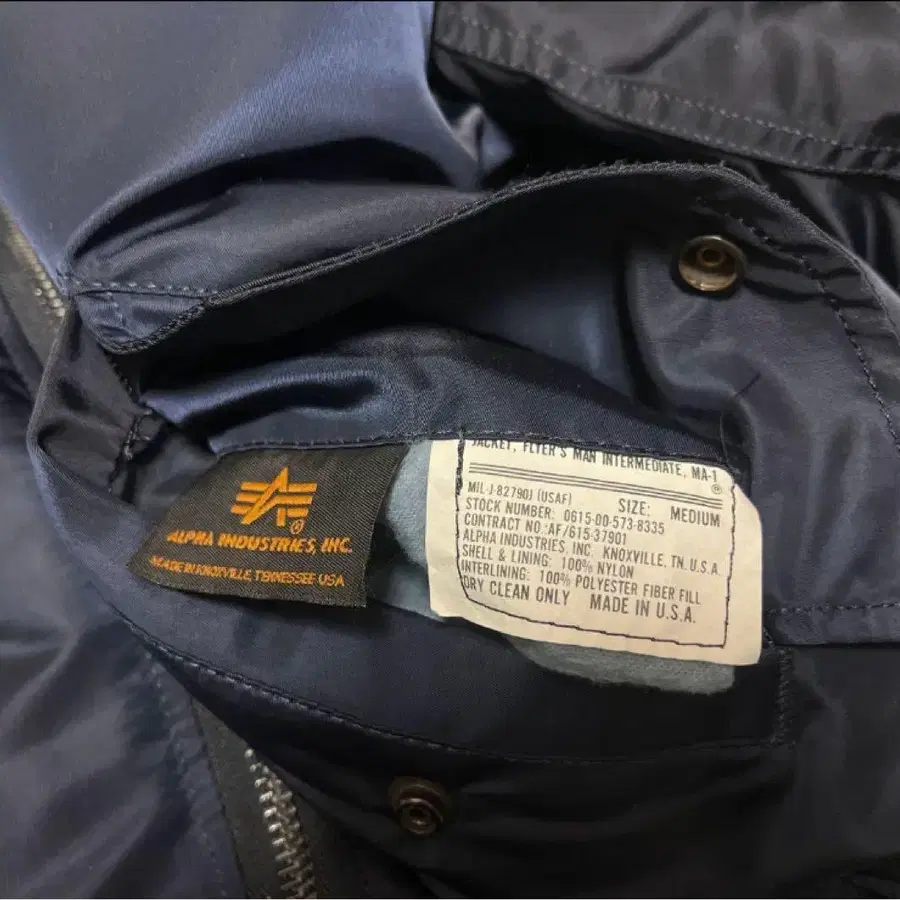 ALPHA INDUSTRIES, INC.
MADE IN KNOXVILLE, TENNESSEE USA
JACKET, FLYER'S MAN INTERMEDIATE, MA-1
®
MIL-J-82790J (USAF) SIZE: MEDIUM
STOCK NUMBER: 0615-00-573-8335
CONTRACT NO. AF/615-37901
ALPHA INDUSTRIES, INC. KNOXVILLE, TN. U.S.A.
SHELL & LINING: 100% NYLON
INTERLINING: 100% POLYESTER FIBER FILL
DRY CLEAN ONLY MADE IN U.S.A.